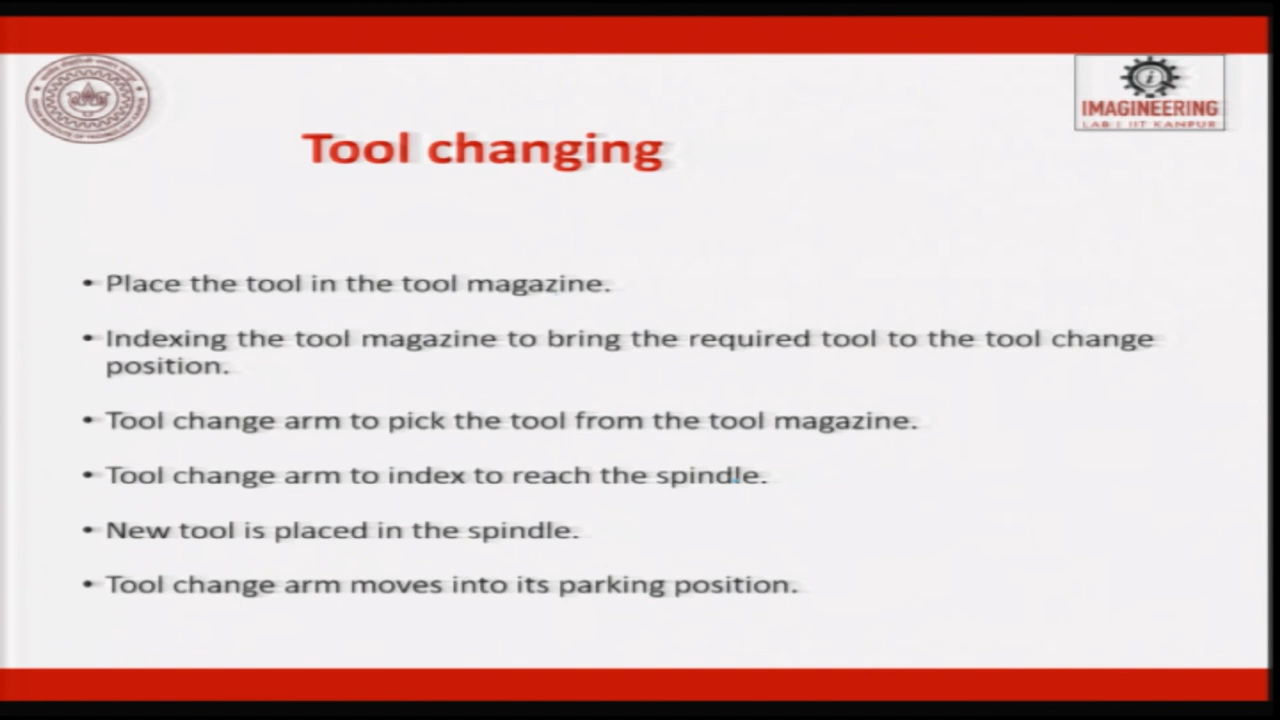 IMAGINEERING
LAB | IIT KANPUR
Tool changing
• Place the tool in the tool magazine.
• Indexing the tool magazine to bring the required tool to the tool change
position.
• Tool change arm to pick the tool from the tool magazine.
• Tool change arm to index to reach the spindle.
• New tool is placed in the spindle.
• Tool change arm moves into its parking position.